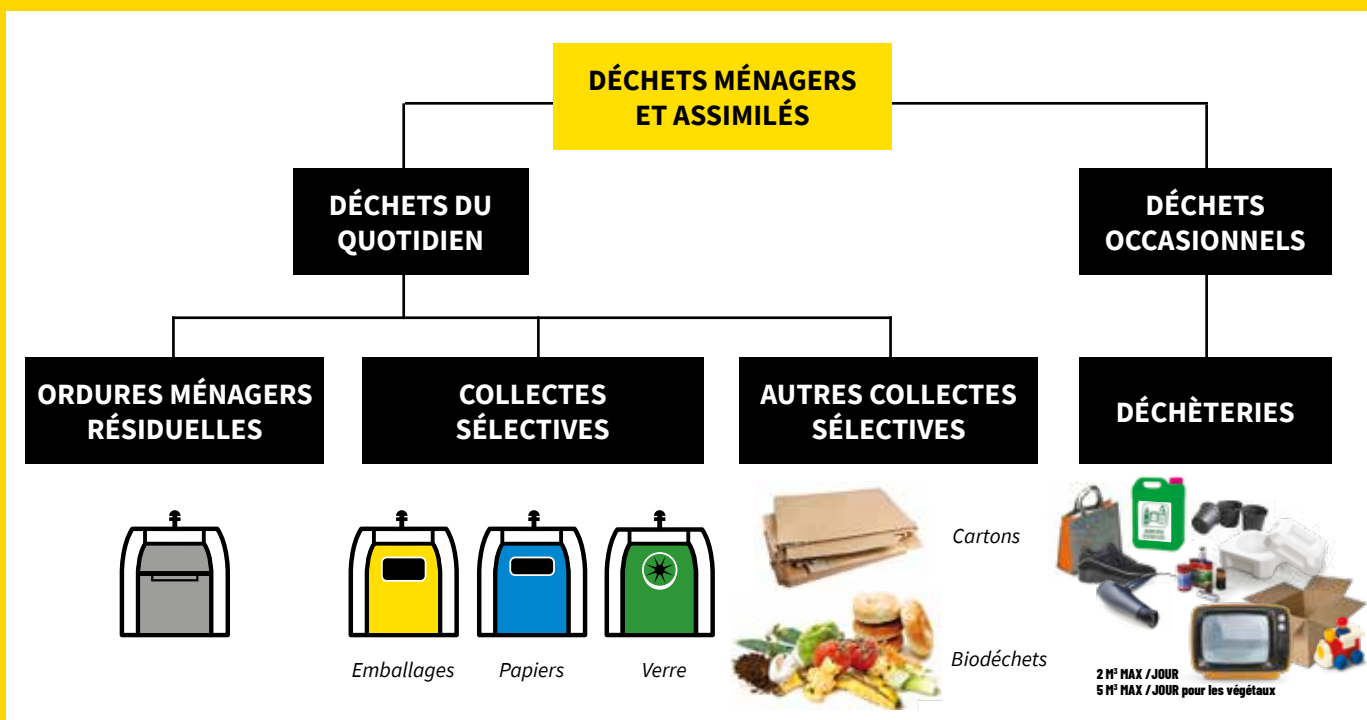 DÉCHETS MÉNAGERS
ET ASSIMILÉS
DÉCHETS DU
QUOTIDIEN
DÉCHETS
OCCASIONNELS
ORDURES MÉNAGERS
RÉSIDUELLES
COLLECTES
SÉLECTIVES
AUTRES COLLECTES
SÉLECTIVES
DÉCHÈTERIES
Emballages
Papiers
Verre
Cartons
Biodéchets
2 M³ MAX /JOUR
5 M³ MAX /JOUR pour les végétaux